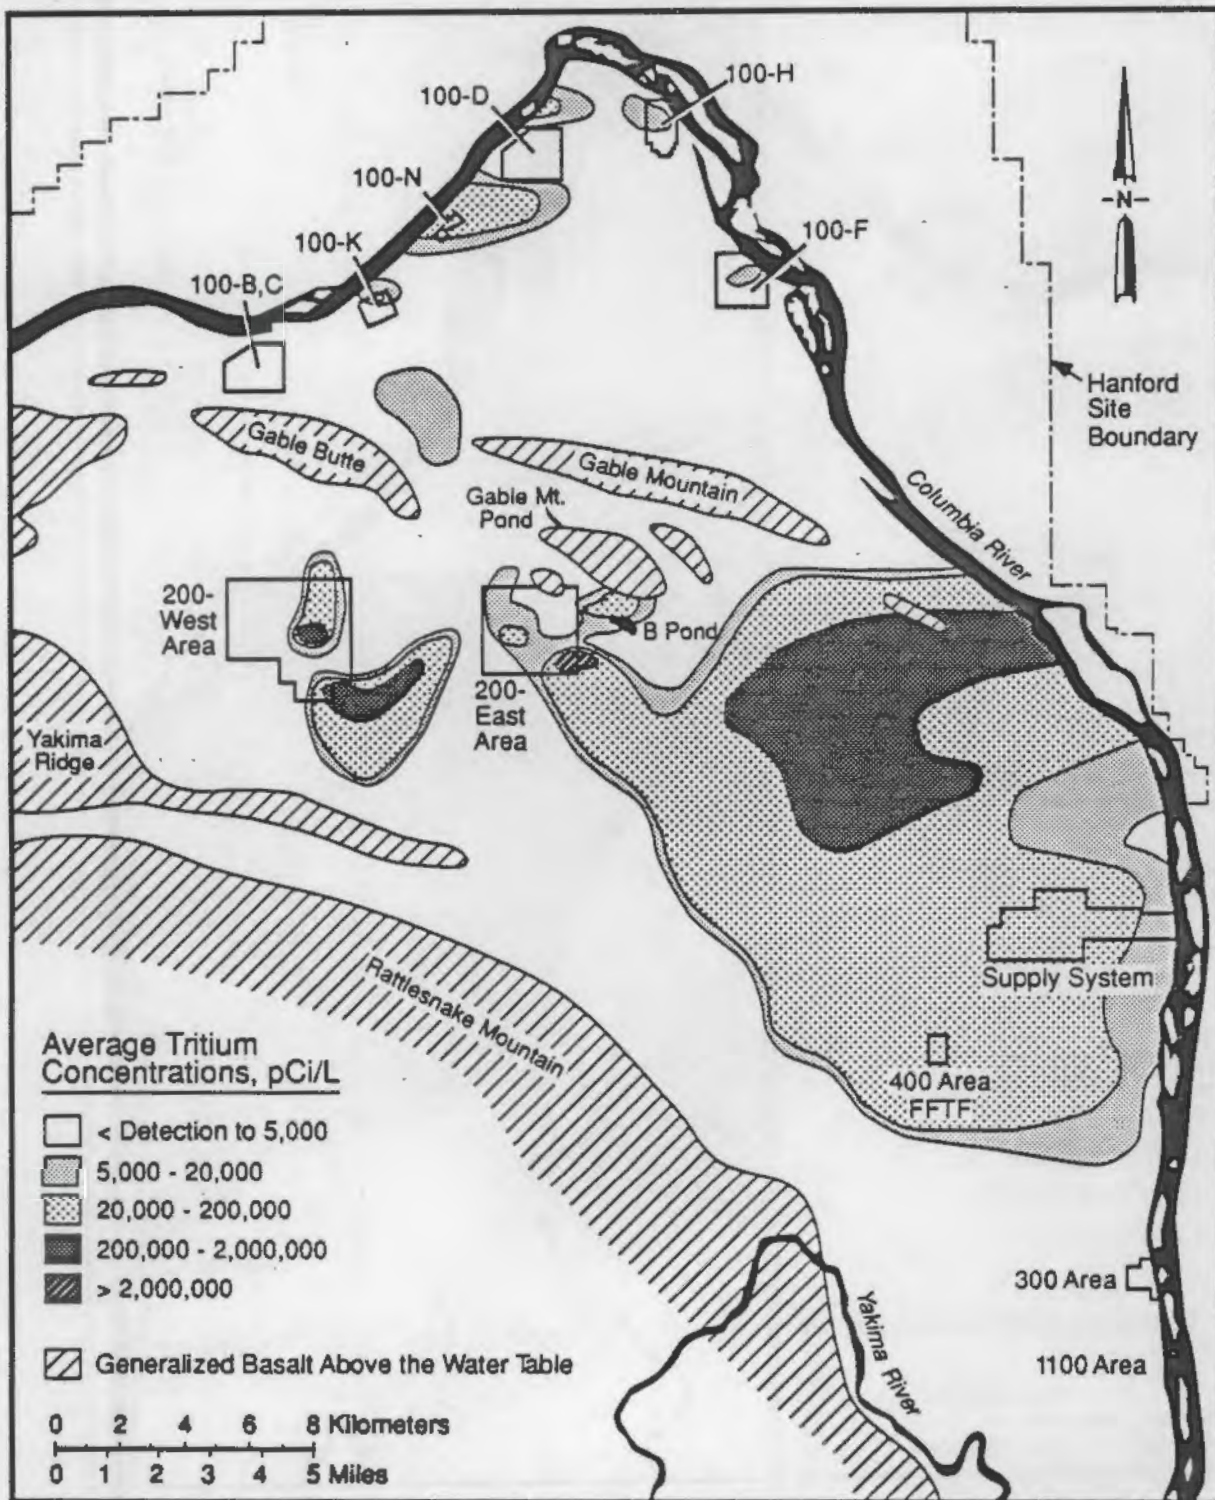 100-H
100-D
100-N
100-K
100-F
100-B,C
-N-
Hanford
Site
Boundary
Gable Butte
Gable Mountain
Gable Mt.
Pond
Columbia River
200-
West
Area
B Pond
200-
East
Area
Yakima
Ridge
Supply System
Rattlesnake Mountain
400 Area
FFTF
Average Tritium
Concentrations, pCi/L
< Detection to 5,000
5,000 - 20,000
20,000 - 200,000
200,000 - 2,000,000
> 2,000,000
Generalized Basalt Above the Water Table
300 Area
Yakima River
1100 Area
0 2 4 6 8 Kilometers
0 1 2 3 4 5 Miles